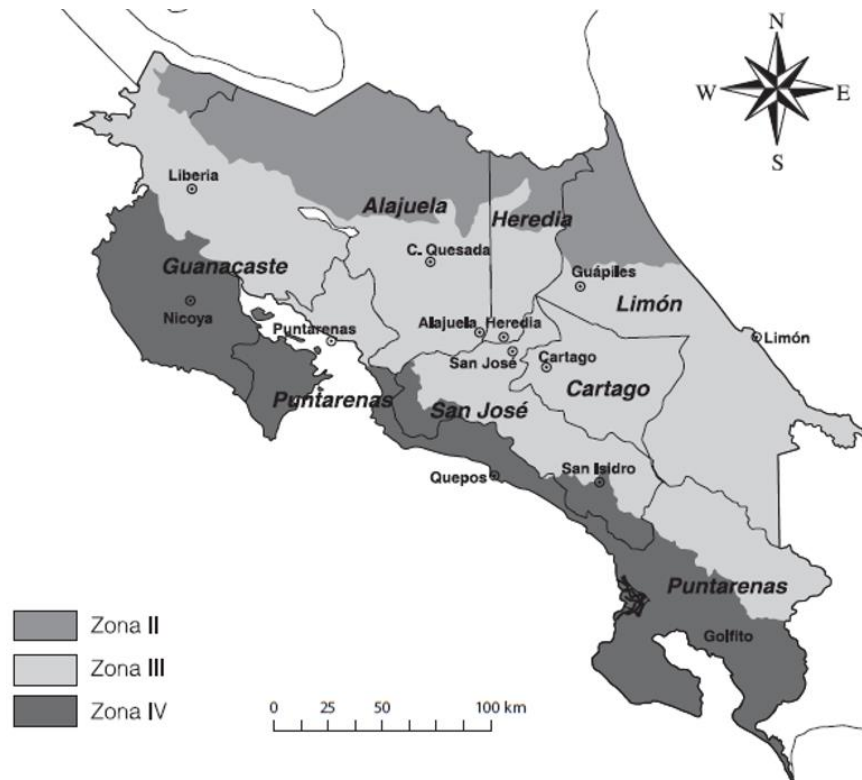 N
W E
S
Liberia
Alajuela
Heredia
C. Quesada
Guanacaste
Guápiles
Limón
Nicoya
Puntarenas
Alajuela Heredia
Limón
San José
Cartago
Cartago
Puntarenas
San José
San Isidro
Quepos
Puntarenas
Golfito
Zona II
Zona III
Zona IV
0 25 50 100 km